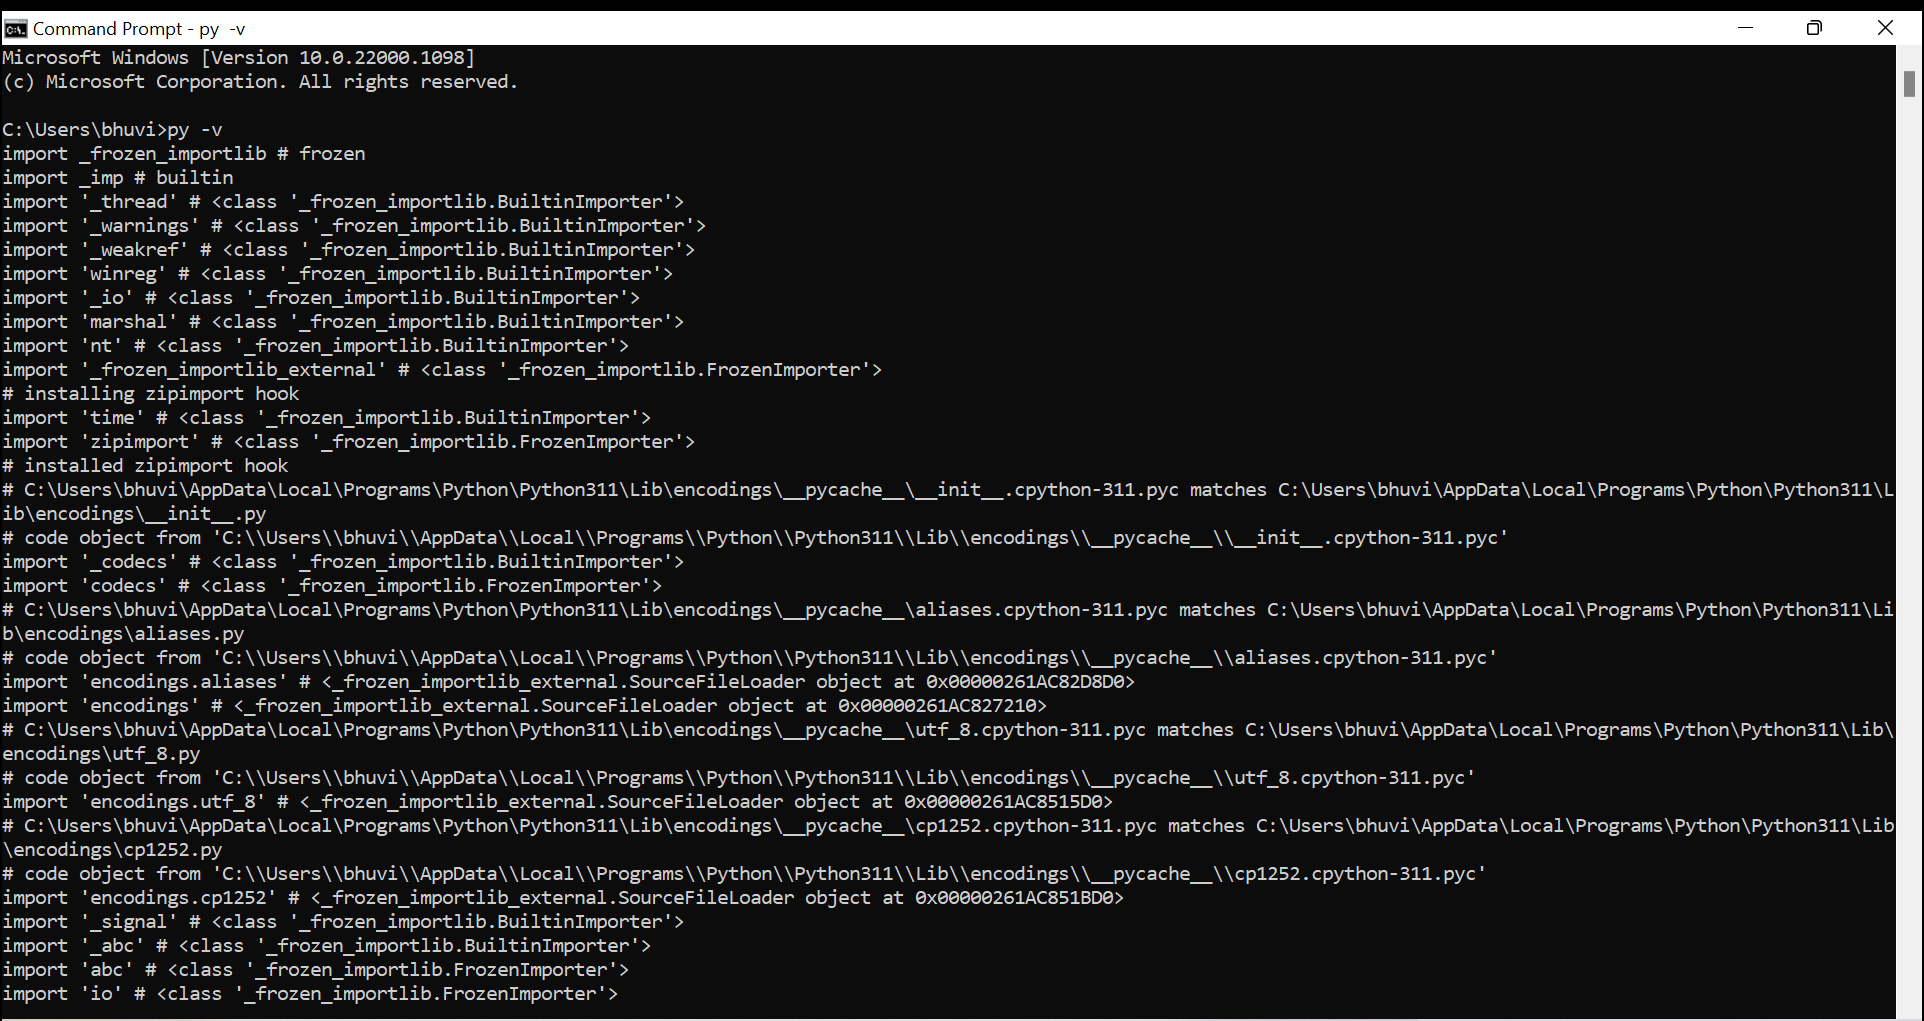 Command Prompt - py  -v
Microsoft Windows [Version 10.0.22000.1098]
(c) Microsoft Corporation. All rights reserved.
C:\Users\bhuvi>py -v
import _frozen_importlib # frozen
import _imp # builtin
import '_thread' # <class '_frozen_importlib.BuiltinImporter'>
import '_warnings' # <class '_frozen_importlib.BuiltinImporter'>
import '_weakref' # <class '_frozen_importlib.BuiltinImporter'>
import 'winreg' # <class '_frozen_importlib.BuiltinImporter'>
import '_io' # <class '_frozen_importlib.BuiltinImporter'>
import 'marshal' # <class '_frozen_importlib.BuiltinImporter'>
import 'nt' # <class '_frozen_importlib.BuiltinImporter'>
import '_frozen_importlib_external' # <class '_frozen_importlib.FrozenImporter'>
# installing zipimport hook
import 'time' # <class '_frozen_importlib.BuiltinImporter'>
import 'zipimport' # <class '_frozen_importlib.FrozenImporter'>
# installed zipimport hook
# C:\Users\bhuvi\AppData\Local\Programs\Python\Python311\Lib\encodings\__pycache__\__init__.cpython-311.pyc matches C:\Users\bhuvi\AppData\Local\Programs\Python\Python311\L
ib\encodings\__init__.py
# code object from 'C:\\Users\\bhuvi\\AppData\\Local\\Programs\\Python\\Python311\\Lib\\encodings\\__pycache__\\__init__.cpython-311.pyc'
import '_codecs' # <class '_frozen_importlib.BuiltinImporter'>
import 'codecs' # <class '_frozen_importlib.FrozenImporter'>
# C:\Users\bhuvi\AppData\Local\Programs\Python\Python311\Lib\encodings\__pycache__\aliases.cpython-311.pyc matches C:\Users\bhuvi\AppData\Local\Programs\Python\Python311\Li
b\encodings\aliases.py
# code object from 'C:\\Users\\bhuvi\\AppData\\Local\\Programs\\Python\\Python311\\Lib\\encodings\\__pycache__\\aliases.cpython-311.pyc'
import 'encodings.aliases' # <_frozen_importlib_external.SourceFileLoader object at 0x00000261AC82D8D0>
import 'encodings' # <_frozen_importlib_external.SourceFileLoader object at 0x00000261AC827210>
# C:\Users\bhuvi\AppData\Local\Programs\Python\Python311\Lib\encodings\__pycache__\utf_8.cpython-311.pyc matches C:\Users\bhuvi\AppData\Local\Programs\Python\Python311\Lib\
encodings\utf_8.py
# code object from 'C:\\Users\\bhuvi\\AppData\\Local\\Programs\\Python\\Python311\\Lib\\encodings\\__pycache__\\utf_8.cpython-311.pyc'
import 'encodings.utf_8' # <_frozen_importlib_external.SourceFileLoader object at 0x00000261AC8515D0>
# C:\Users\bhuvi\AppData\Local\Programs\Python\Python311\Lib\encodings\__pycache__\cp1252.cpython-311.pyc matches C:\Users\bhuvi\AppData\Local\Programs\Python\Python311\Lib
\encodings\cp1252.py
# code object from 'C:\\Users\\bhuvi\\AppData\\Local\\Programs\\Python\\Python311\\Lib\\encodings\\__pycache__\\cp1252.cpython-311.pyc'
import 'encodings.cp1252' # <_frozen_importlib_external.SourceFileLoader object at 0x00000261AC851BD0>
import '_signal' # <class '_frozen_importlib.BuiltinImporter'>
import '_abc' # <class '_frozen_importlib.BuiltinImporter'>
import 'abc' # <class '_frozen_importlib.FrozenImporter'>
import 'io' # <class '_frozen_importlib.FrozenImporter'>